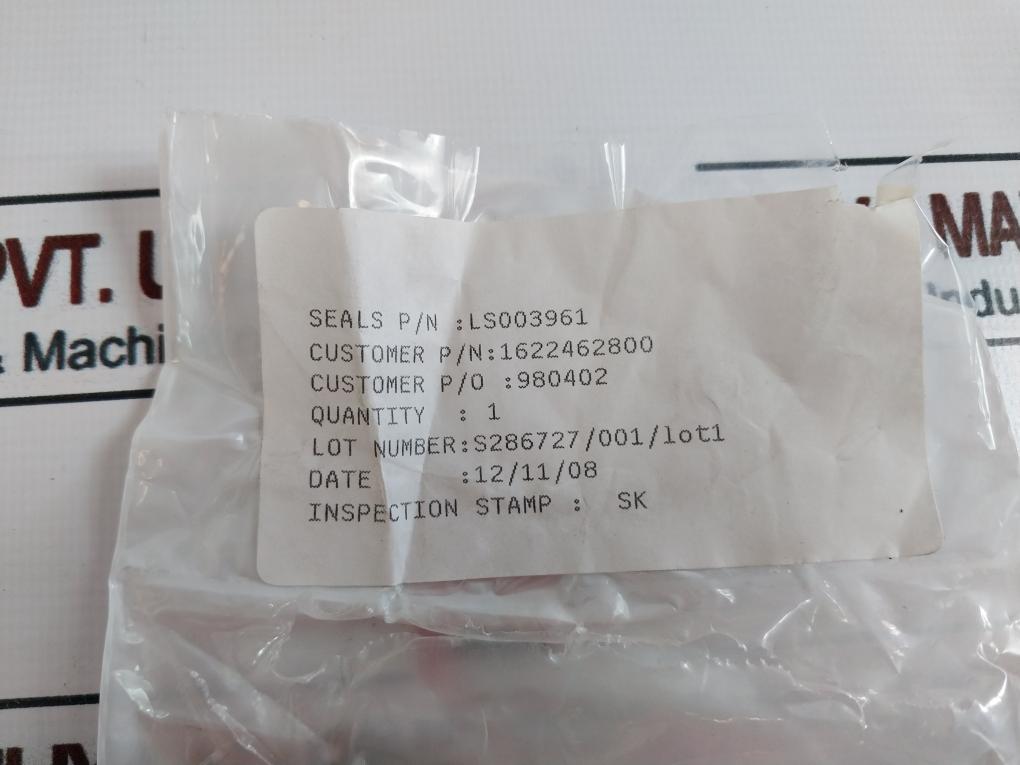 SEALS P/N :LS003961
CUSTOMER P/N:1622462800
CUSTOMER P/O :980402
QUANTITY : 1
LOT NUMBER:S286727/001/lot1
DATE :12/11/08
INSPECTION STAMP : SK
PVT.
& Machi
MA
Indu